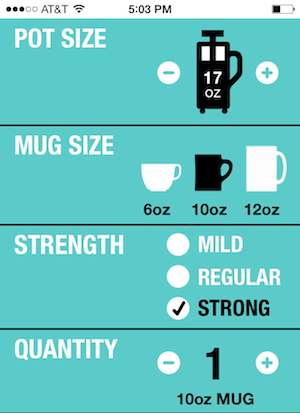 AT&T 5:03 PM
POT SIZE
17
oz
MUG SIZE
6oz 10oz 12oz
STRENGTH
MILD
REGULAR
STRONG
QUANTITY
1
10oz MUG